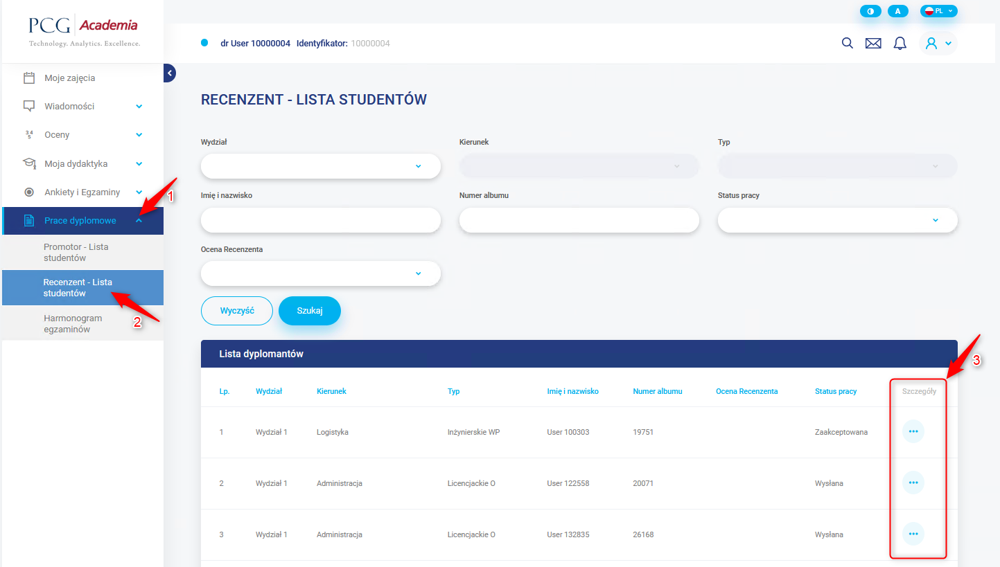 PCG Academia
Technology. Analytics. Excellence.
A
PL
dr User 10000004 Identyfikator: 10000004
Moje zajęcia
Wiadomości
3 4
5
Oceny
Moja dydaktyka
Ankiety i Egzaminy
1
Prace dyplomowe
Promotor - Lista
studentów
Recenzent - Lista
studentów
2
Harmonogram
egzaminów
RECENZENT - LISTA STUDENTÓW
Wydział
Kierunek
Typ
Imię i nazwisko
Numer albumu
Status pracy
Ocena Recenzenta
Wyczyść
Szukaj
Lista dyplomantów
3
Lp. Wydział Kierunek Typ Imię i nazwisko Numer albumu Ocena Recenzenta Status pracy Szczegóły
1 Wydział 1 Logistyka Inżynierskie WP User 100303 19751 Zaakceptowana
2 Wydział 1 Administracja Licencjackie O User 122558 20071 Wysłana
3 Wydział 1 Administracja Licencjackie O User 132835 26168 Wysłana